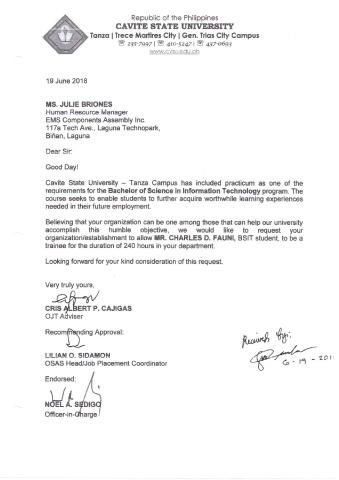 Republic of the Philippines
CAVITE STATE UNIVERSITY
Tanza | Trece Martires City | Gen. Trias City Campus
☏ 235-7997 | ☏ 410-5247 | ☏ 437-0693
www.cvsu.edu.ph
19 June 2018
MS. JULIE BRIONES
Human Resource Manager
EMS Components Assembly Inc.
117a Tech Ave., Laguna Technopark,
Biñan, Laguna
Dear Sir:
Good Day!
Cavite State University – Tanza Campus has included practicum as one of the
requirements for the Bachelor of Science in Information Technology program. The
course seeks to enable students to further acquire worthwhile learning experiences
needed in their future employment.
Believing that your organization can be one among those that can help our university
accomplish this humble objective, we would like to request your
organization/establishment to allow MR. CHARLES D. FAUNI, BSIT student, to be a
trainee for the duration of 240 hours in your department.
Looking forward for your kind consideration of this request.
Very truly yours,
CRIS ALBERT P. CAJIGAS
OJT Adviser
Recommending Approval:
Received by:
6-19-201
LILIAN O. SIDAMON
OSAS Head/Job Placement Coordinator
Endorsed:
NOEL A. SEDIGO
Officer-in-Charge